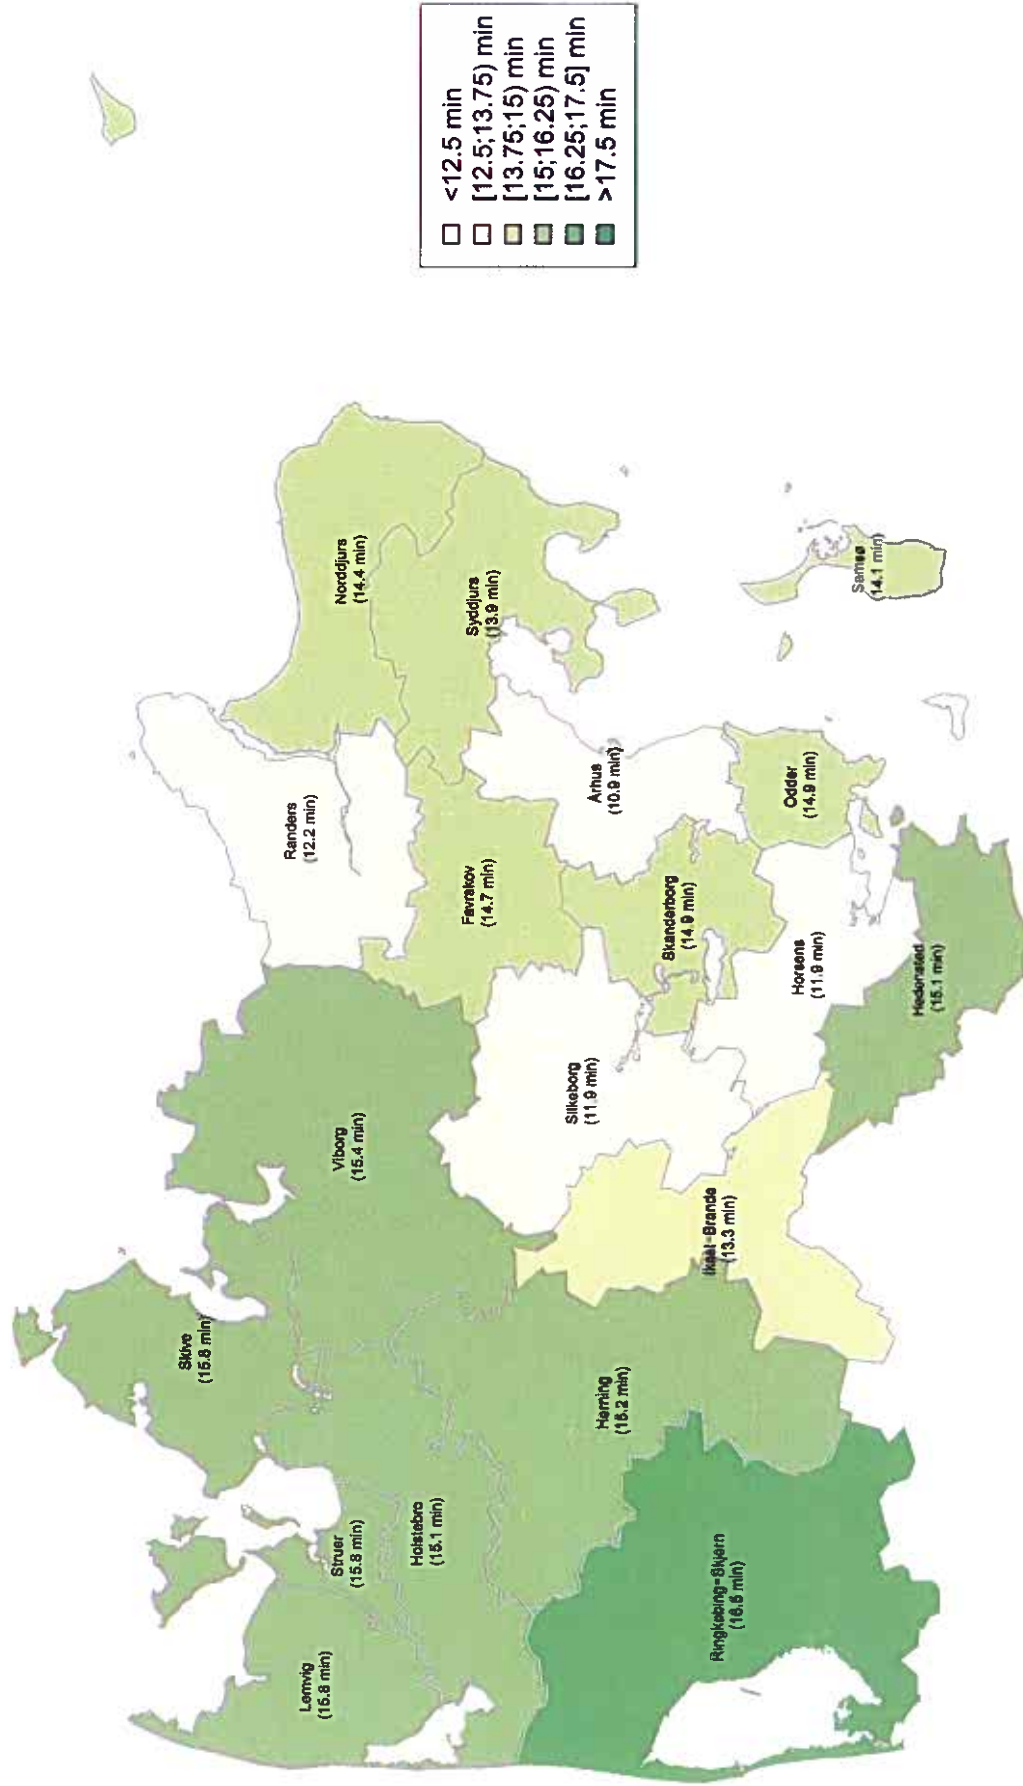 Skive
(15.8 min)
Lemvig
(15.8 min)
Struer
(15.8 min)
Holstebro
(15.1 min)
Viborg
(15.4 min)
Randers
(12.2 min)
Norddjurs
(14.4 min)
Syddjurs
(13.9 min)
Favrskov
(14.7 min)
Herning
(15.2 min)
Silkeborg
(11.9 min)
Århus
(10.9 min)
Skanderborg
(14.9 min)
Ringkøbing-Skjern
(16.5 min)
Ikast-Brande
(13.3 min)
Horsens
(11.9 min)
Odder
(14.9 min)
Samsø
14.1 min)
Hedensted
(15.1 min)
<12.5 min
[12.5;13.75) min
[13.75;15) min
[15;16.25) min
[16.25;17.5] min
>17.5 min